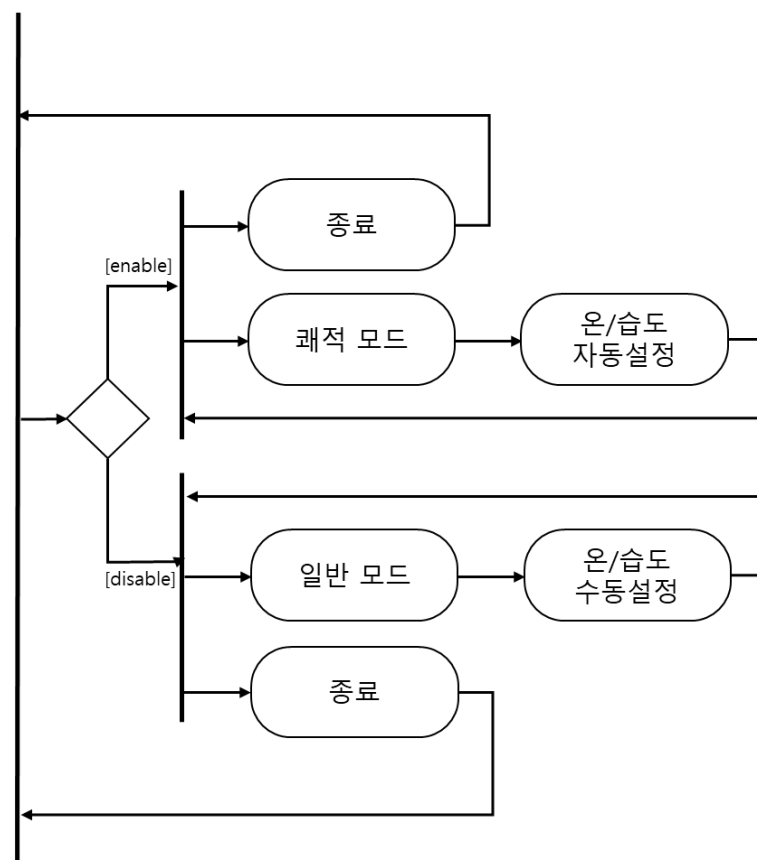 종료
[enable]
쾌적 모드
온/습도
자동설정
일반 모드
온/습도
수동설정
[disable]
종료